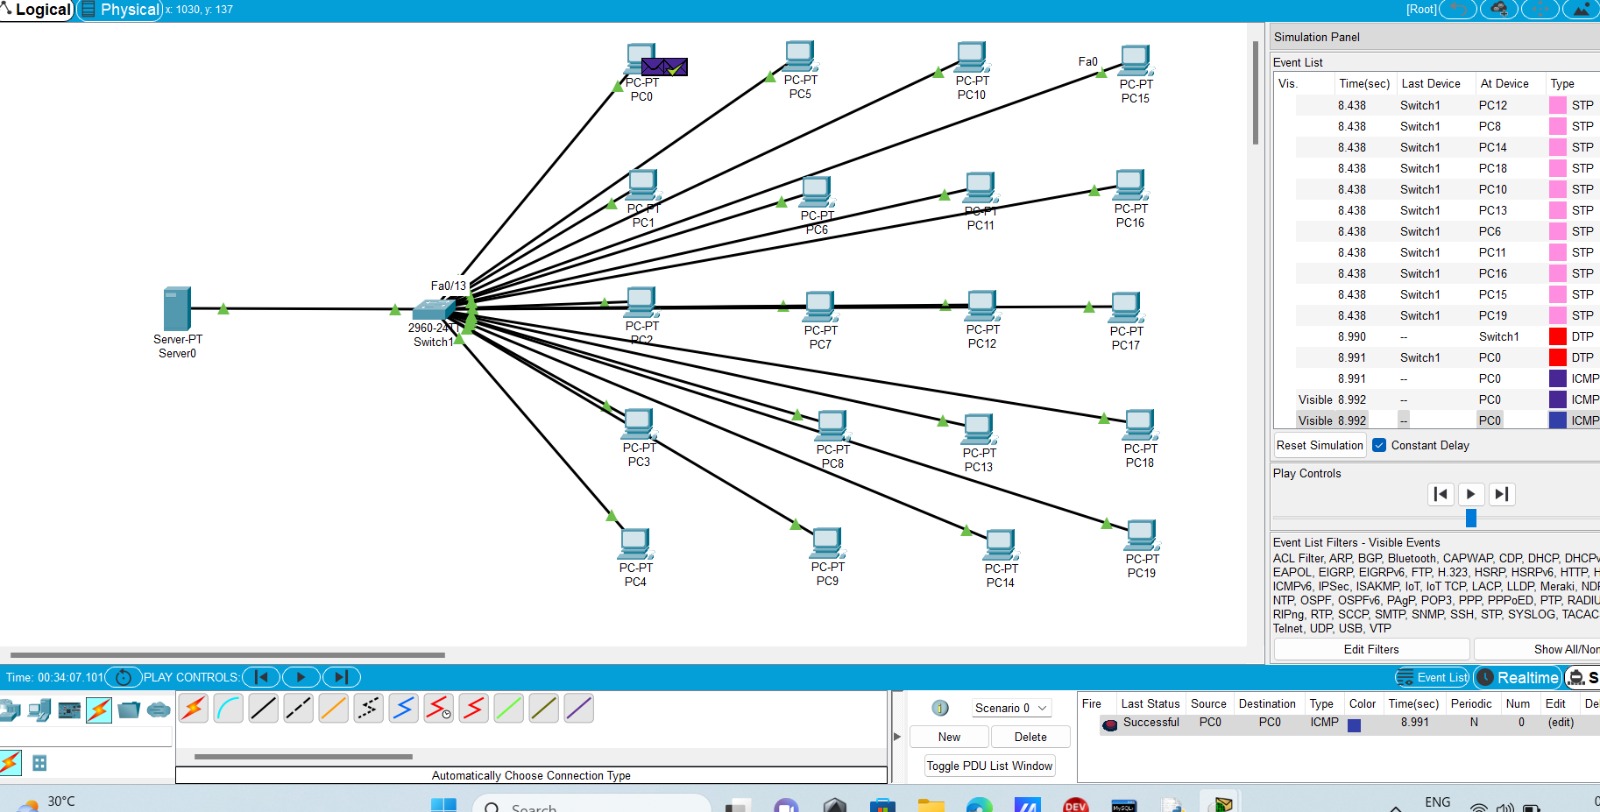 Logical Physical x: 1030, y: 137 [Root]
Simulation Panel
Event List
Vis. Time(sec) Last Device At Device Type
8.438 Switch1 PC12 STP
8.438 Switch1 PC8 STP
8.438 Switch1 PC14 STP
8.438 Switch1 PC18 STP
8.438 Switch1 PC10 STP
8.438 Switch1 PC13 STP
8.438 Switch1 PC6 STP
8.438 Switch1 PC11 STP
8.438 Switch1 PC16 STP
8.438 Switch1 PC15 STP
8.438 Switch1 PC19 STP
8.990 -- Switch1 DTP
8.991 Switch1 PC0 DTP
8.991 -- PC0 ICMP
Visible 8.992 -- PC0 ICMP
Visible 8.992 -- PC0 ICMP
Reset Simulation Constant Delay
Play Controls
Event List Filters - Visible Events
ACL Filter, ARP, BGP, Bluetooth, CAPWAP, CDP, DHCP, DHCPv
EAPOL, EIGRP, EIGRPv6, FTP, H.323, HSRP, HSRPv6, HTTP, H
ICMPv6, IPSec, ISAKMP, IoT, IoT TCP, LACP, LLDP, Meraki, ND
NTP, OSPF, OSPFv6, PAgP, POP3, PPP, PPPoED, PTP, RADIU
RIPng, RTP, SCCP, SMTP, SNMP, SSH, STP, SYSLOG, TACAC
Telnet, UDP, USB, VTP
Edit Filters Show All/Non
PC-PT
PC0
PC-PT
PC5
PC-PT
PC10
Fa0
PC-PT
PC15
PC-PT
PC1
PC-PT
PC6
PC-PT
PC11
PC-PT
PC16
Fa0/13
2960-24TT
Switch1
Server-PT
Server0
PC-PT
PC2
PC-PT
PC7
PC-PT
PC12
PC-PT
PC17
PC-PT
PC3
PC-PT
PC8
PC-PT
PC13
PC-PT
PC18
PC-PT
PC4
PC-PT
PC9
PC-PT
PC14
PC-PT
PC19
Time: 00:34:07.101 PLAY CONTROLS: Event List Realtime S
Scenario 0
New Delete
Toggle PDU List Window
Fire Last Status Source Destination Type Color Time(sec) Periodic Num Edit Del
Successful PC0 PC0 ICMP 8.991 N 0 (edit)
Automatically Choose Connection Type
30°C
Search
DEV
MySQL
ENG